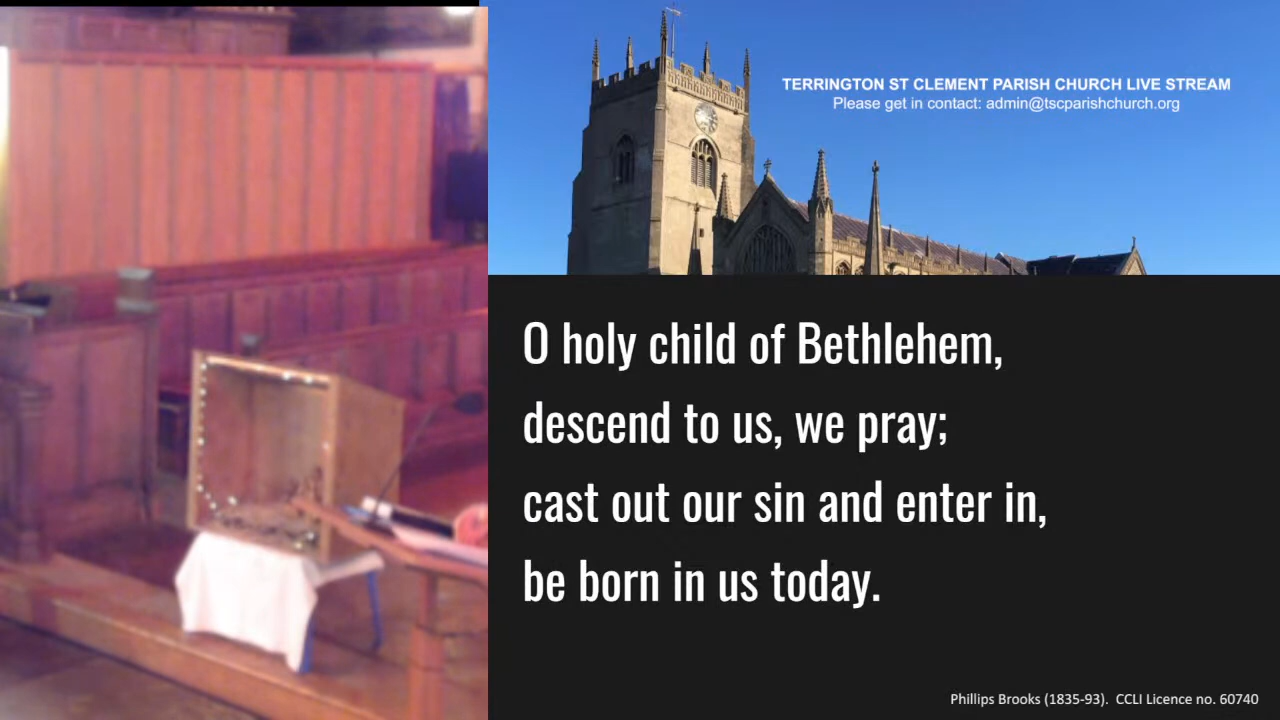 TERRINGTON ST CLEMENT PARISH CHURCH LIVE STREAM
Please get in contact: admin@tscparishchurch.org
O holy child of Bethlehem,
descend to us, we pray;
cast out our sin and enter in,
be born in us today.
Phillips Brooks (1835-93). CCLI Licence no. 60740